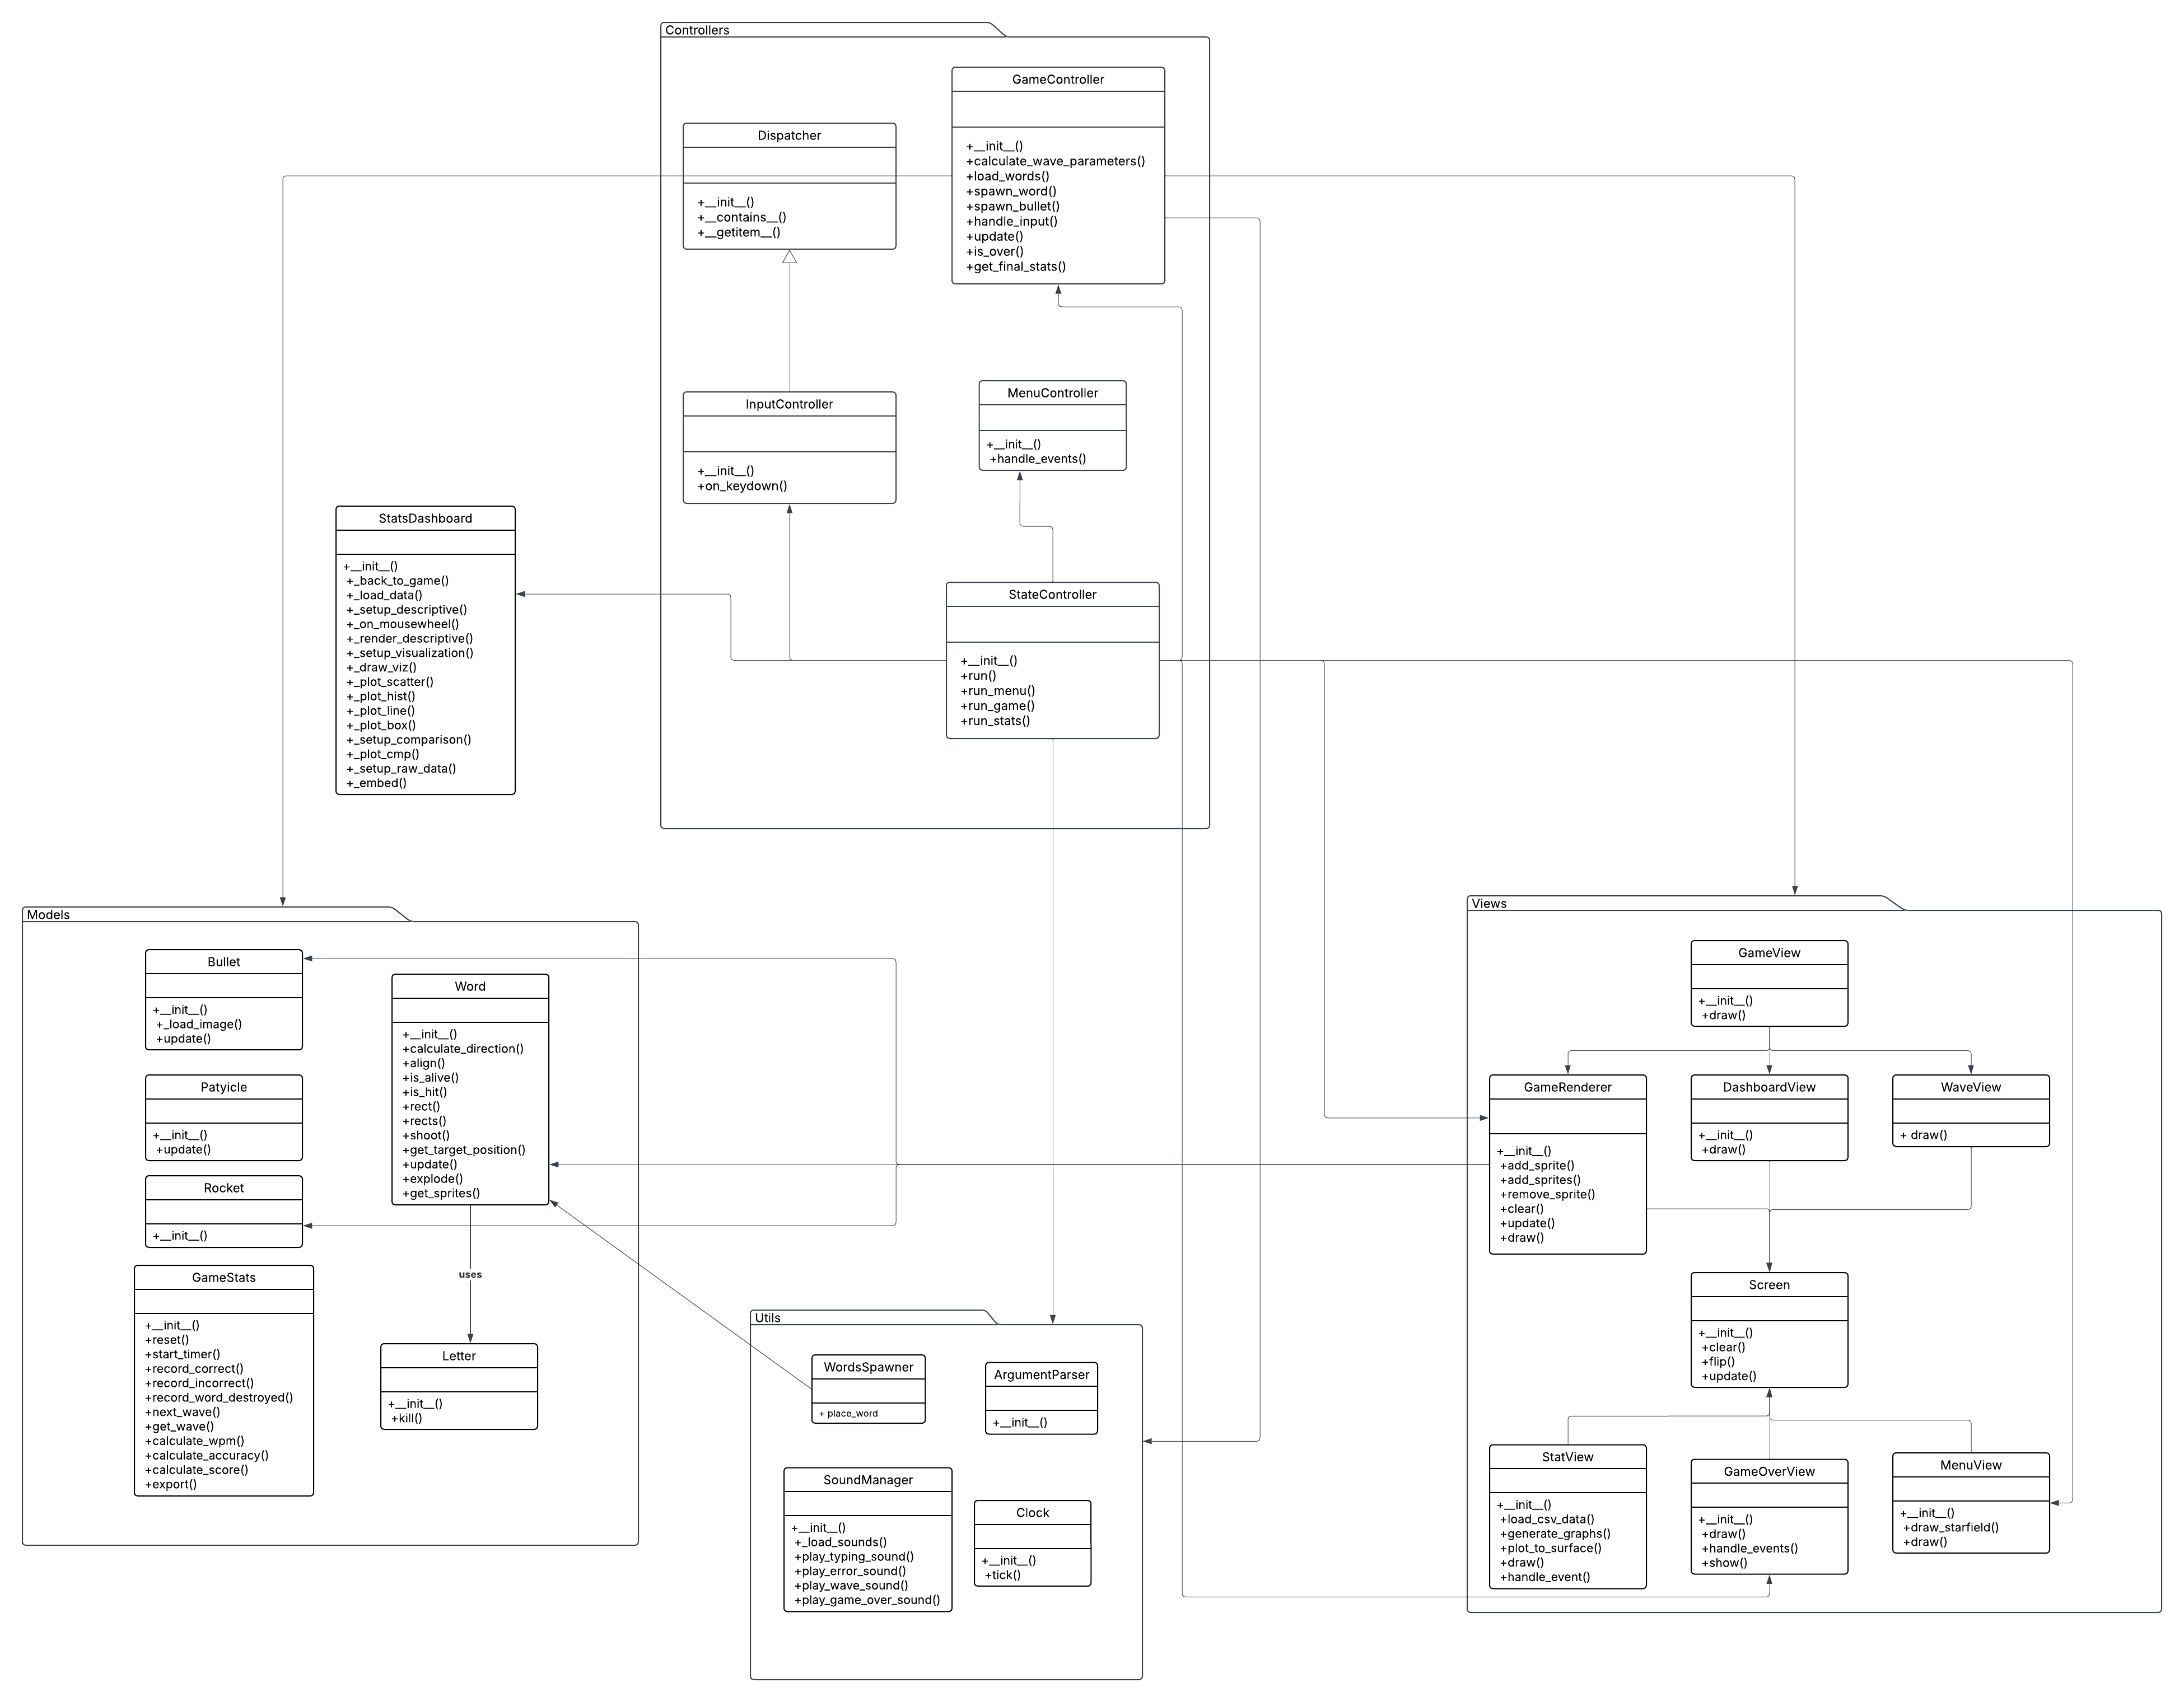 Controllers
GameController
+__init__()
+calculate_wave_parameters()
+load_words()
+spawn_word()
+spawn_bullet()
+handle_input()
+update()
+is_over()
+get_final_stats()
Dispatcher
+__init__()
+__contains__()
+__getitem__()
InputController
+__init__()
+on_keydown()
MenuController
+__init__()
+handle_events()
StateController
+__init__()
+run()
+run_menu()
+run_game()
+run_stats()
StatsDashboard
+__init__()
+_back_to_game()
+_load_data()
+_setup_descriptive()
+_on_mousewheel()
+_render_descriptive()
+_setup_visualization()
+_draw_viz()
+_plot_scatter()
+_plot_hist()
+_plot_line()
+_plot_box()
+_setup_comparison()
+_plot_cmp()
+_setup_raw_data()
+_embed()
Models
Bullet
+__init__()
+_load_image()
+update()
Patyicle
+__init__()
+update()
Rocket
+__init__()
GameStats
+__init__()
+reset()
+start_timer()
+record_correct()
+record_incorrect()
+record_word_destroyed()
+next_wave()
+get_wave()
+calculate_wpm()
+calculate_accuracy()
+calculate_score()
+export()
Word
+__init__()
+calculate_direction()
+align()
+is_alive()
+is_hit()
+rect()
+rects()
+shoot()
+get_target_position()
+update()
+explode()
+get_sprites()
uses
Letter
+__init__()
+kill()
Utils
WordsSpawner
+ place_word
ArgumentParser
+__init__()
SoundManager
+__init__()
+_load_sounds()
+play_typing_sound()
+play_error_sound()
+play_wave_sound()
+play_game_over_sound()
Clock
+__init__()
+tick()
Views
GameView
+__init__()
+draw()
GameRenderer
+__init__()
+add_sprite()
+add_sprites()
+remove_sprite()
+clear()
+update()
+draw()
DashboardView
+__init__()
+draw()
WaveView
+ draw()
Screen
+__init__()
+clear()
+flip()
+update()
StatView
+__init__()
+load_csv_data()
+generate_graphs()
+plot_to_surface()
+draw()
+handle_event()
GameOverView
+__init__()
+draw()
+handle_events()
+show()
MenuView
+__init__()
+draw_starfield()
+draw()